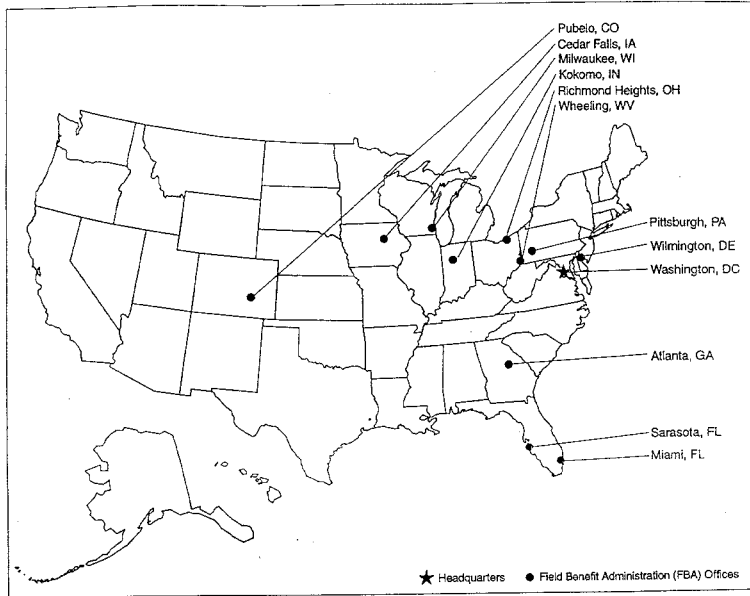 Pubelo, CO
Cedar Falls, IA
Milwaukee, WI
Kokomo, IN
Richmond Heights, OH
Wheeling, WV
Pittsburgh, PA
Wilmington, DE
Washington, DC
Atlanta, GA
Sarasota, FL
Miami, FL
Headquarters
Field Benefit Administration (FBA) Offices